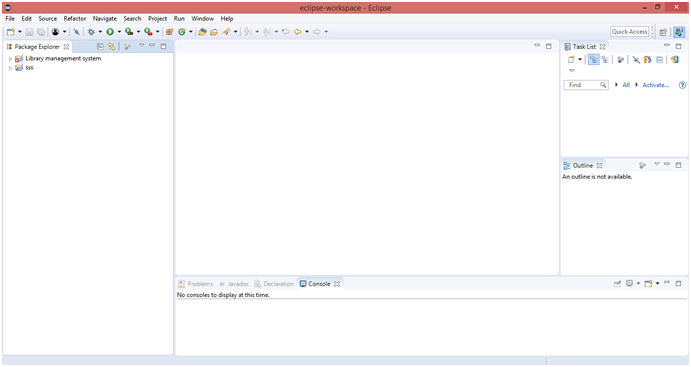 eclipse-workspace - Eclipse
File Edit Source Refactor Navigate Search Project Run Window Help
Quick Access
Package Explorer
Library management system
sss
Task List
Find All Activate...
Outline
An outline is not available.
Problems Javadoc Declaration Console
No consoles to display at this time.